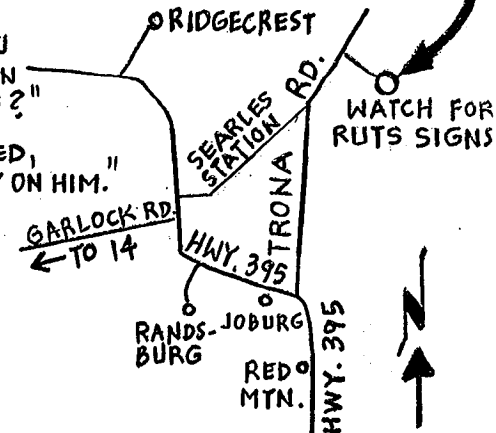 RIDGECREST
?"
ED,
ON HIM."
WATCH FOR
RUTS SIGNS
SEARLES
STATION
RD.
TRONA
GARLOCK RD.
← TO 14
HWY. 395
RANDS-
BURG
JOBURG
RED
MTN.
HWY. 395
N